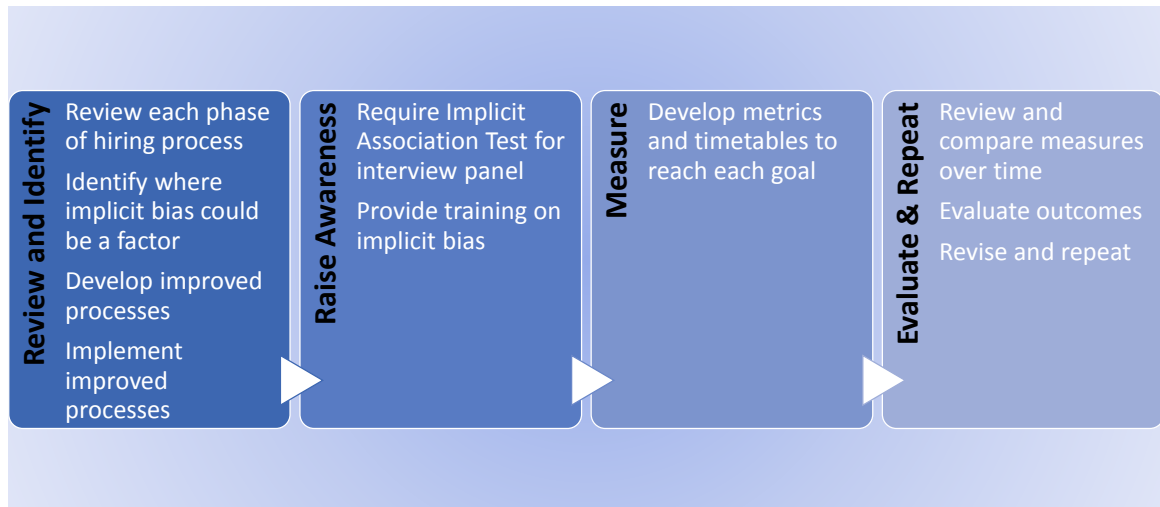 Review and Identify
Review each phase
of hiring process
Identify where
implicit bias could
be a factor
Develop improved
processes
Implement
improved
processes
Raise Awareness
Require Implicit
Association Test for
interview panel
Provide training on
implicit bias
Measure
Develop metrics
and timetables to
reach each goal
Evaluate & Repeat
Review and
compare measures
over time
Evaluate outcomes
Revise and repeat